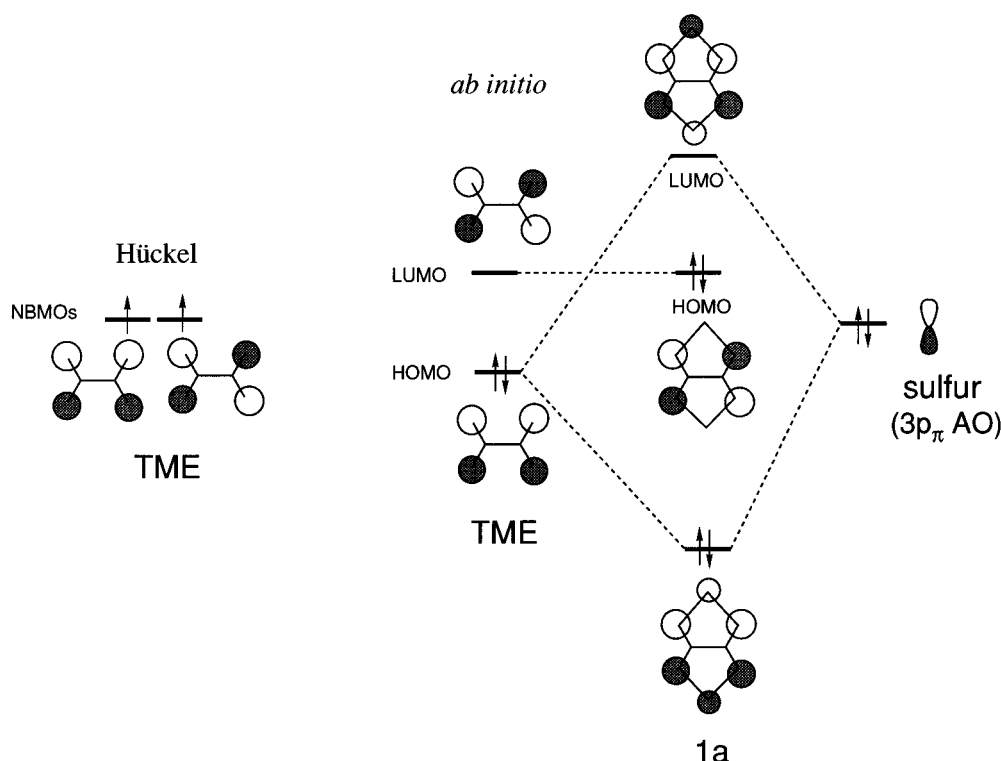 Hückel
NBMOs
TME
ab initio
LUMO
HOMO
TME
LUMO
HOMO
1a
sulfur
(3pπ AO)